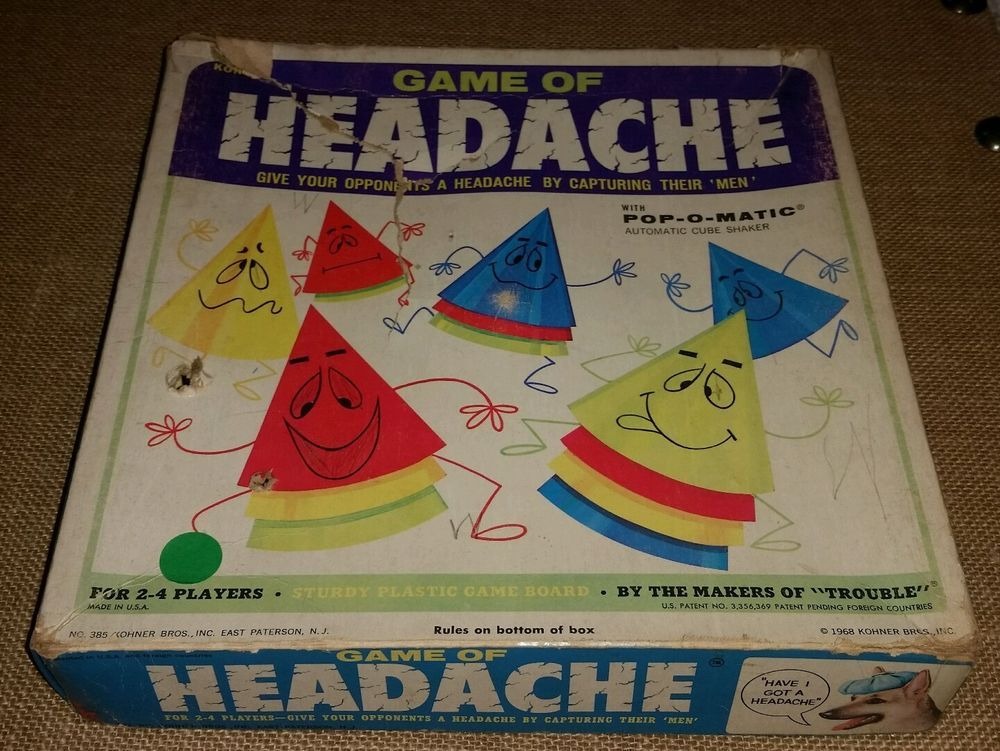 GAME OF
HEADACHE
GIVE YOUR OPPONENTS A HEADACHE BY CAPTURING THEIR 'MEN'
WITH
POP-O-MATIC®
AUTOMATIC CUBE SHAKER
FOR 2-4 PLAYERS • STURDY PLASTIC GAME BOARD • BY THE MAKERS OF "TROUBLE"®
MADE IN U.S.A.
U.S. PATENT NO. 3,356,369 PATENT PENDING FOREIGN COUNTRIES
NO. 385 KOHNER BROS., INC. EAST PATERSON, N.J.
Rules on bottom of box
© 1968 KOHNER BROS., INC.
GAME OF
HEADACHE™
FOR 2-4 PLAYERS—GIVE YOUR OPPONENTS A HEADACHE BY CAPTURING THEIR 'MEN'
"HAVE I
GOT A
HEADACHE"